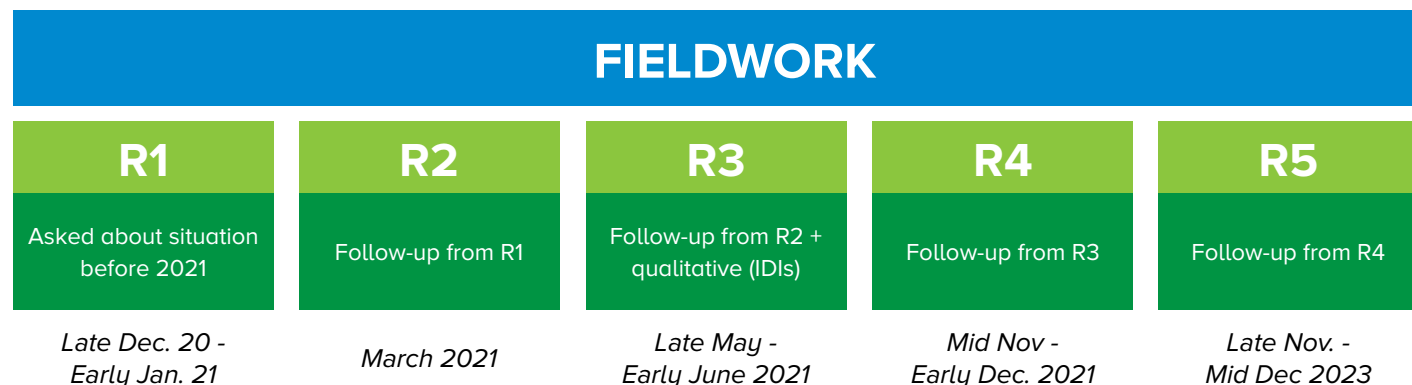 FIELDWORK
R1
Asked about situation
before 2021
Late Dec. 20 -
Early Jan. 21
R2
Follow-up from R1
March 2021
R3
Follow-up from R2 +
qualitative (IDIs)
Late May -
Early June 2021
R4
Follow-up from R3
Mid Nov -
Early Dec. 2021
R5
Follow-up from R4
Late Nov. -
Mid Dec 2023